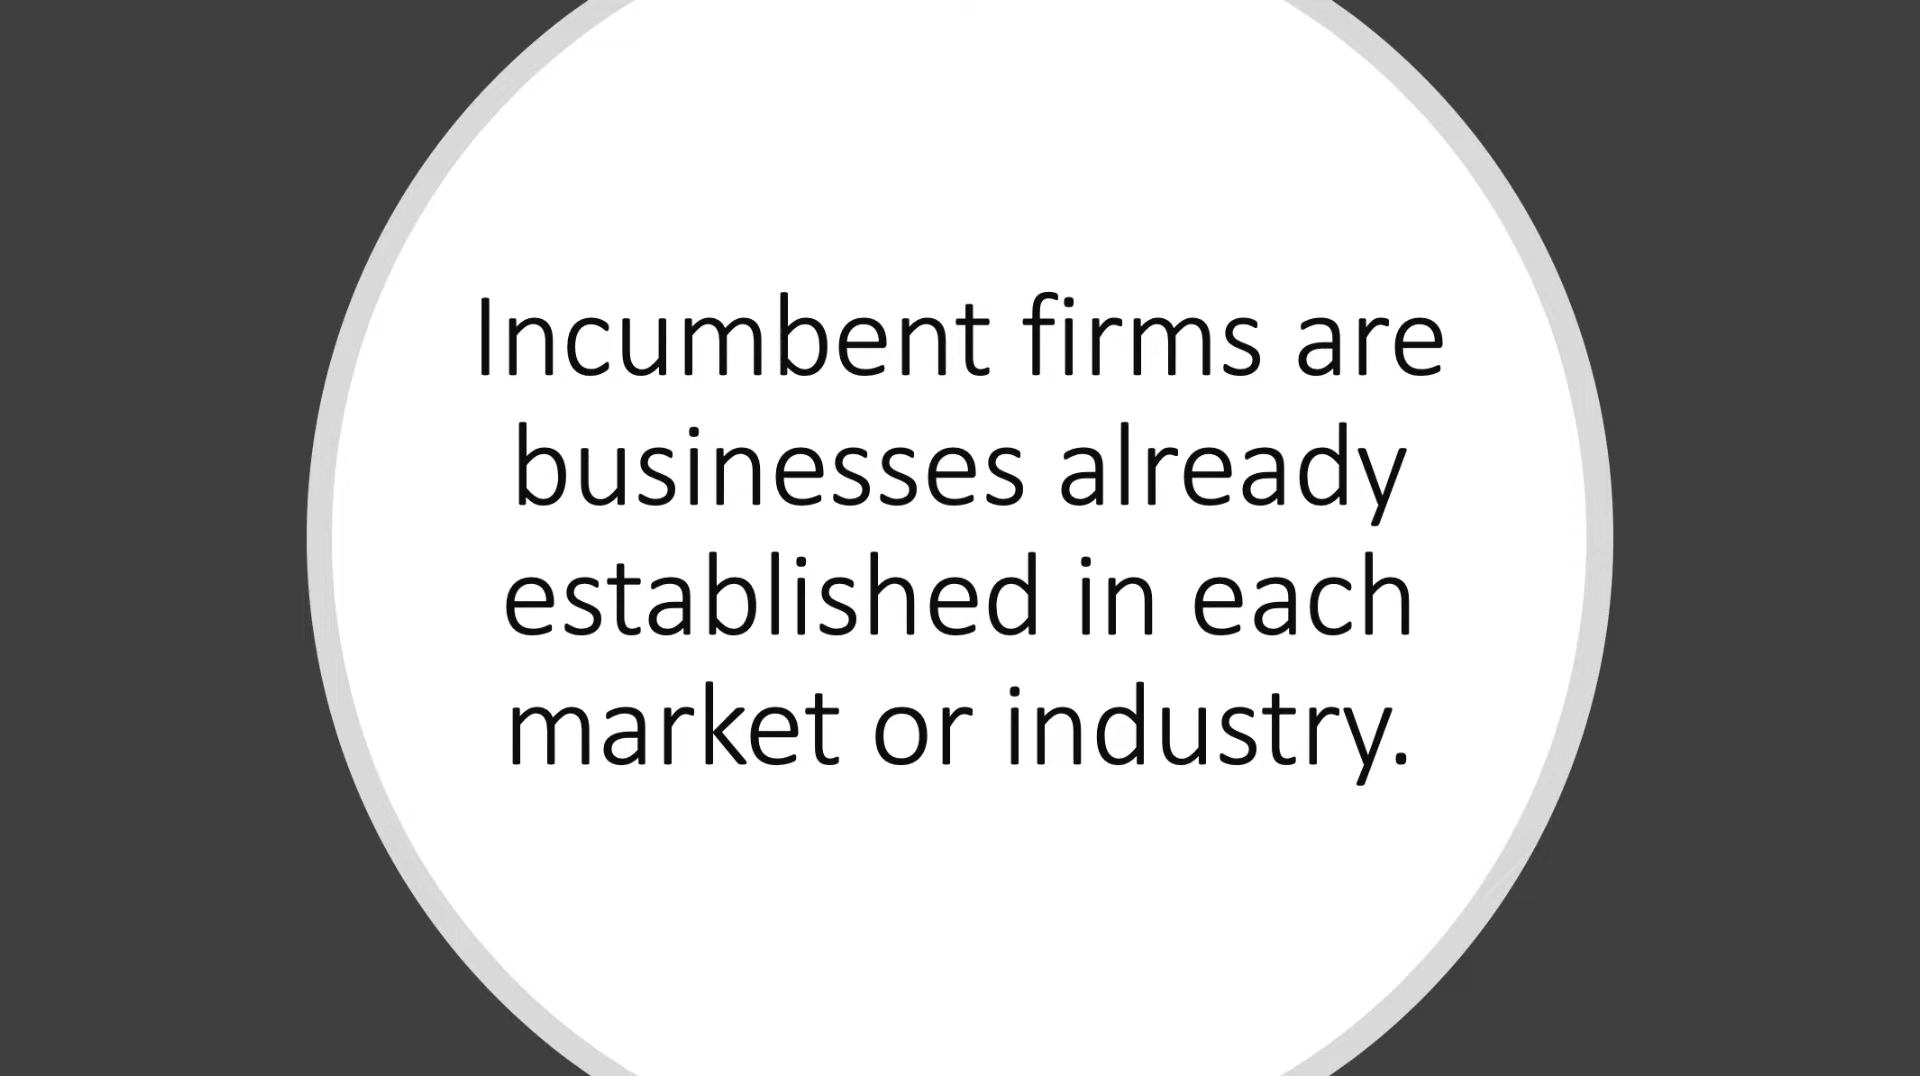 Incumbent firms are
businesses already
established in each
market or industry.